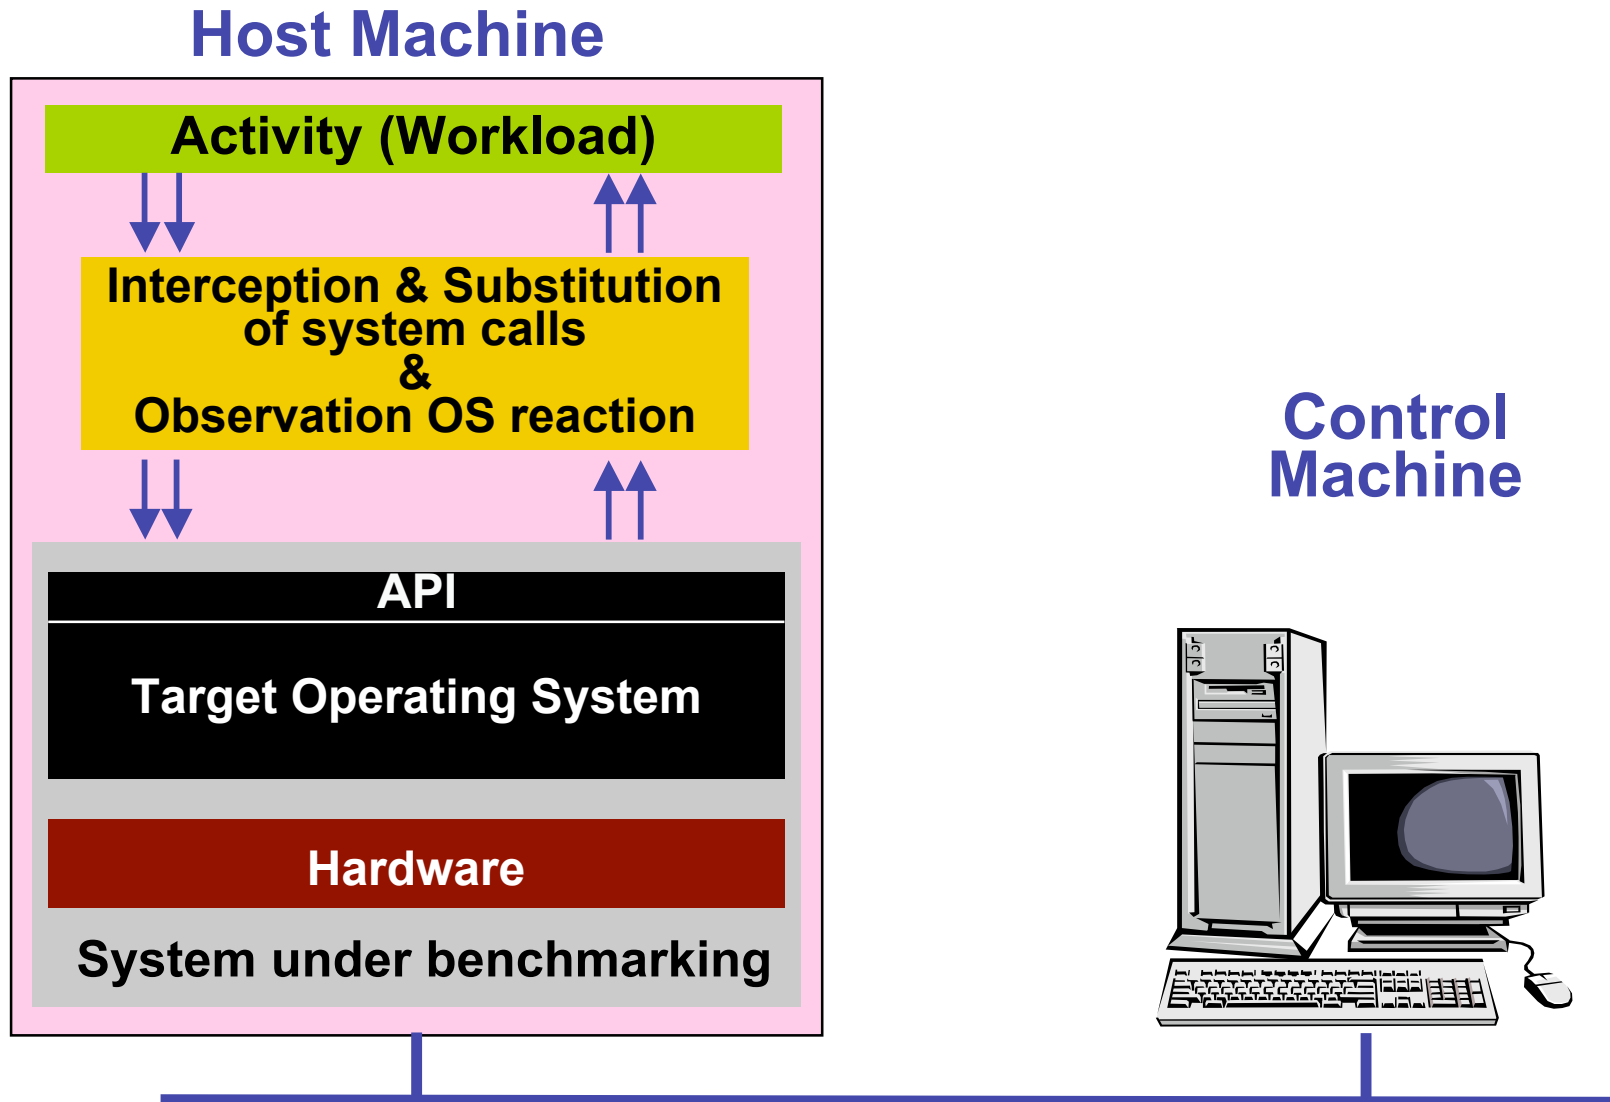 Host Machine
Activity (Workload)
Interception & Substitution
of system calls
&
Observation OS reaction
API
Target Operating System
Hardware
System under benchmarking
Control
Machine